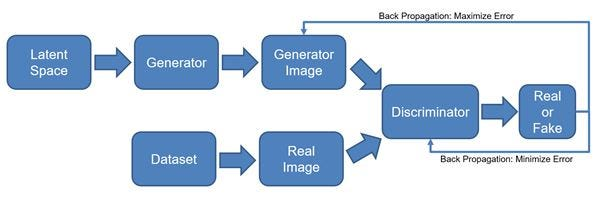 Back Propagation: Maximize Error
Latent
Space
Generator
Generator
Image
Discriminator
Real
or
Fake
Dataset
Real
Image
Back Propagation: Minimize Error